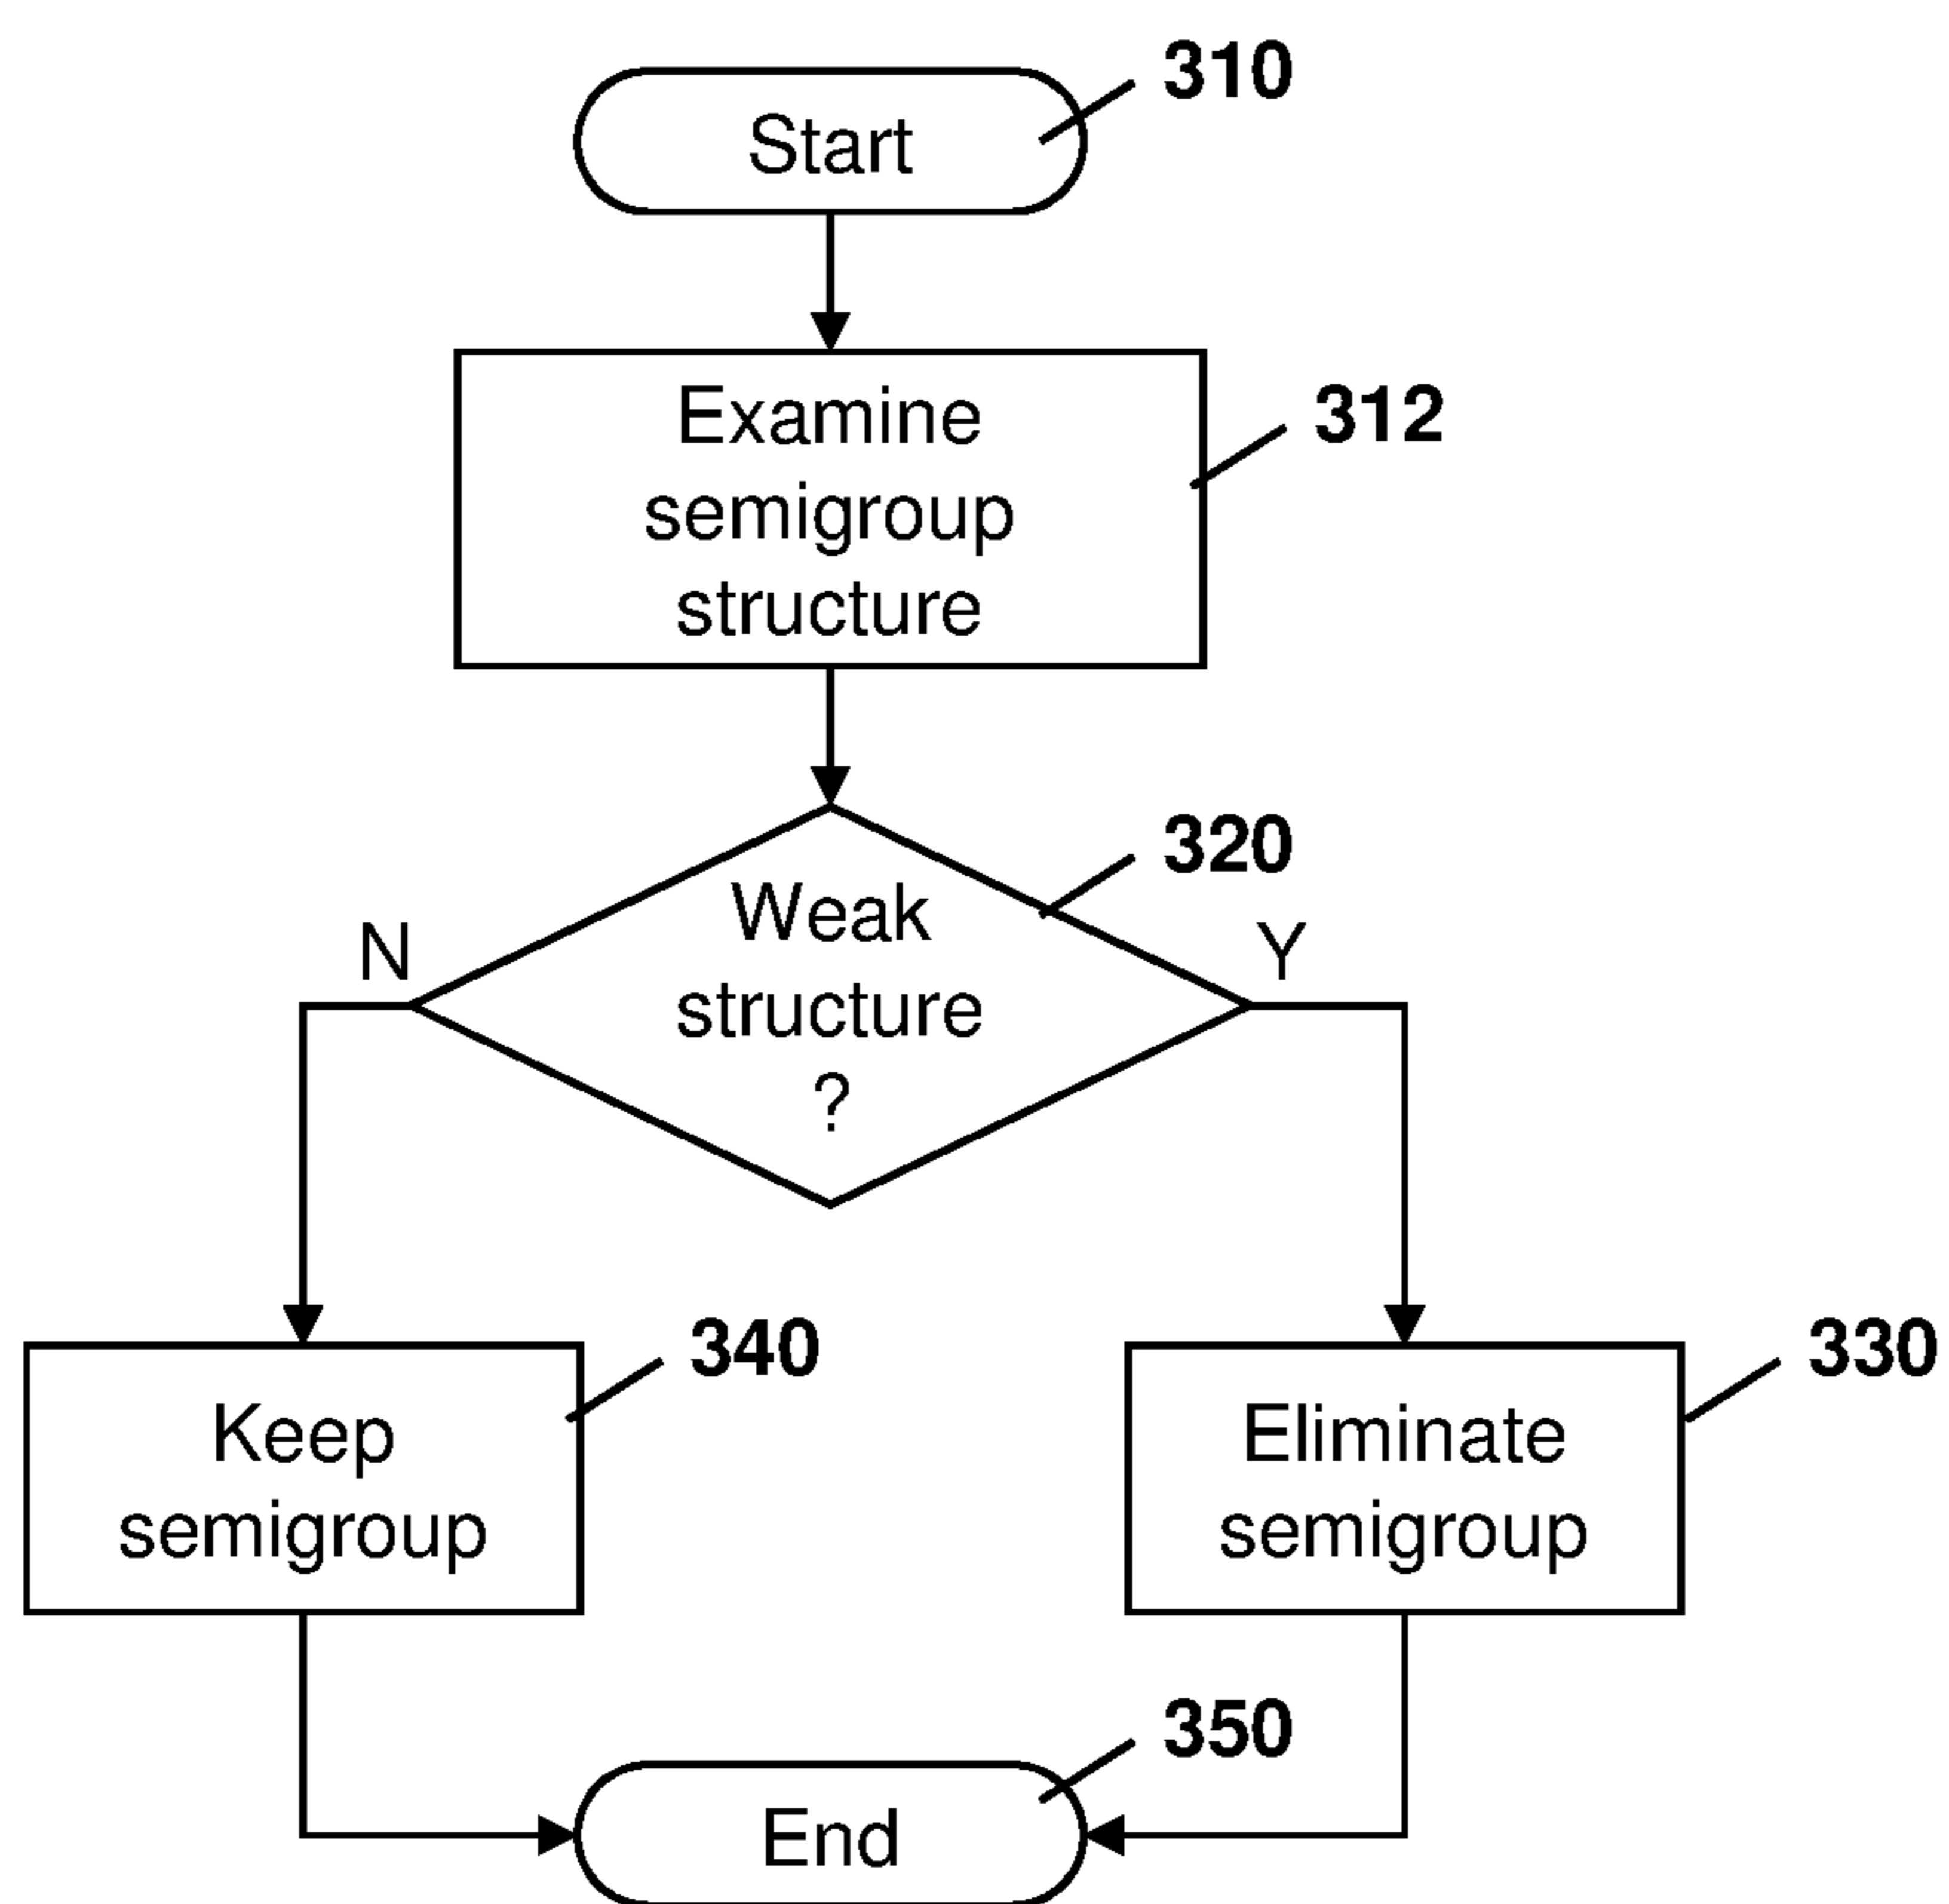 310
Start
Examine
semigroup
structure
312
320
Weak
structure
?
N
Y
340
Keep
semigroup
330
Eliminate
semigroup
350
End